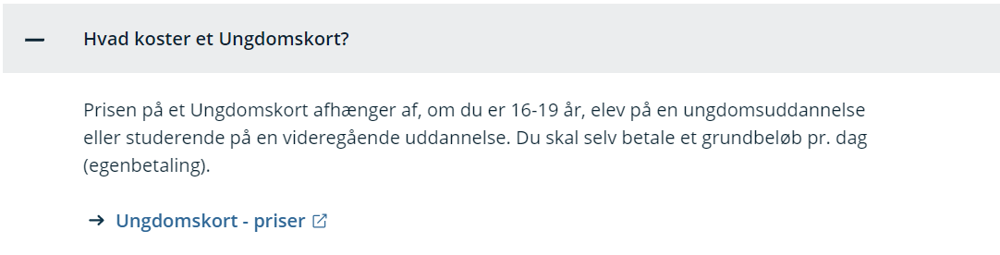 Hvad koster et Ungdomskort?
Prisen på et Ungdomskort afhænger af, om du er 16-19 år, elev på en ungdomsuddannelse
eller studerende på en videregående uddannelse. Du skal selv betale et grundbeløb pr. dag
(egenbetaling).
Ungdomskort - priser